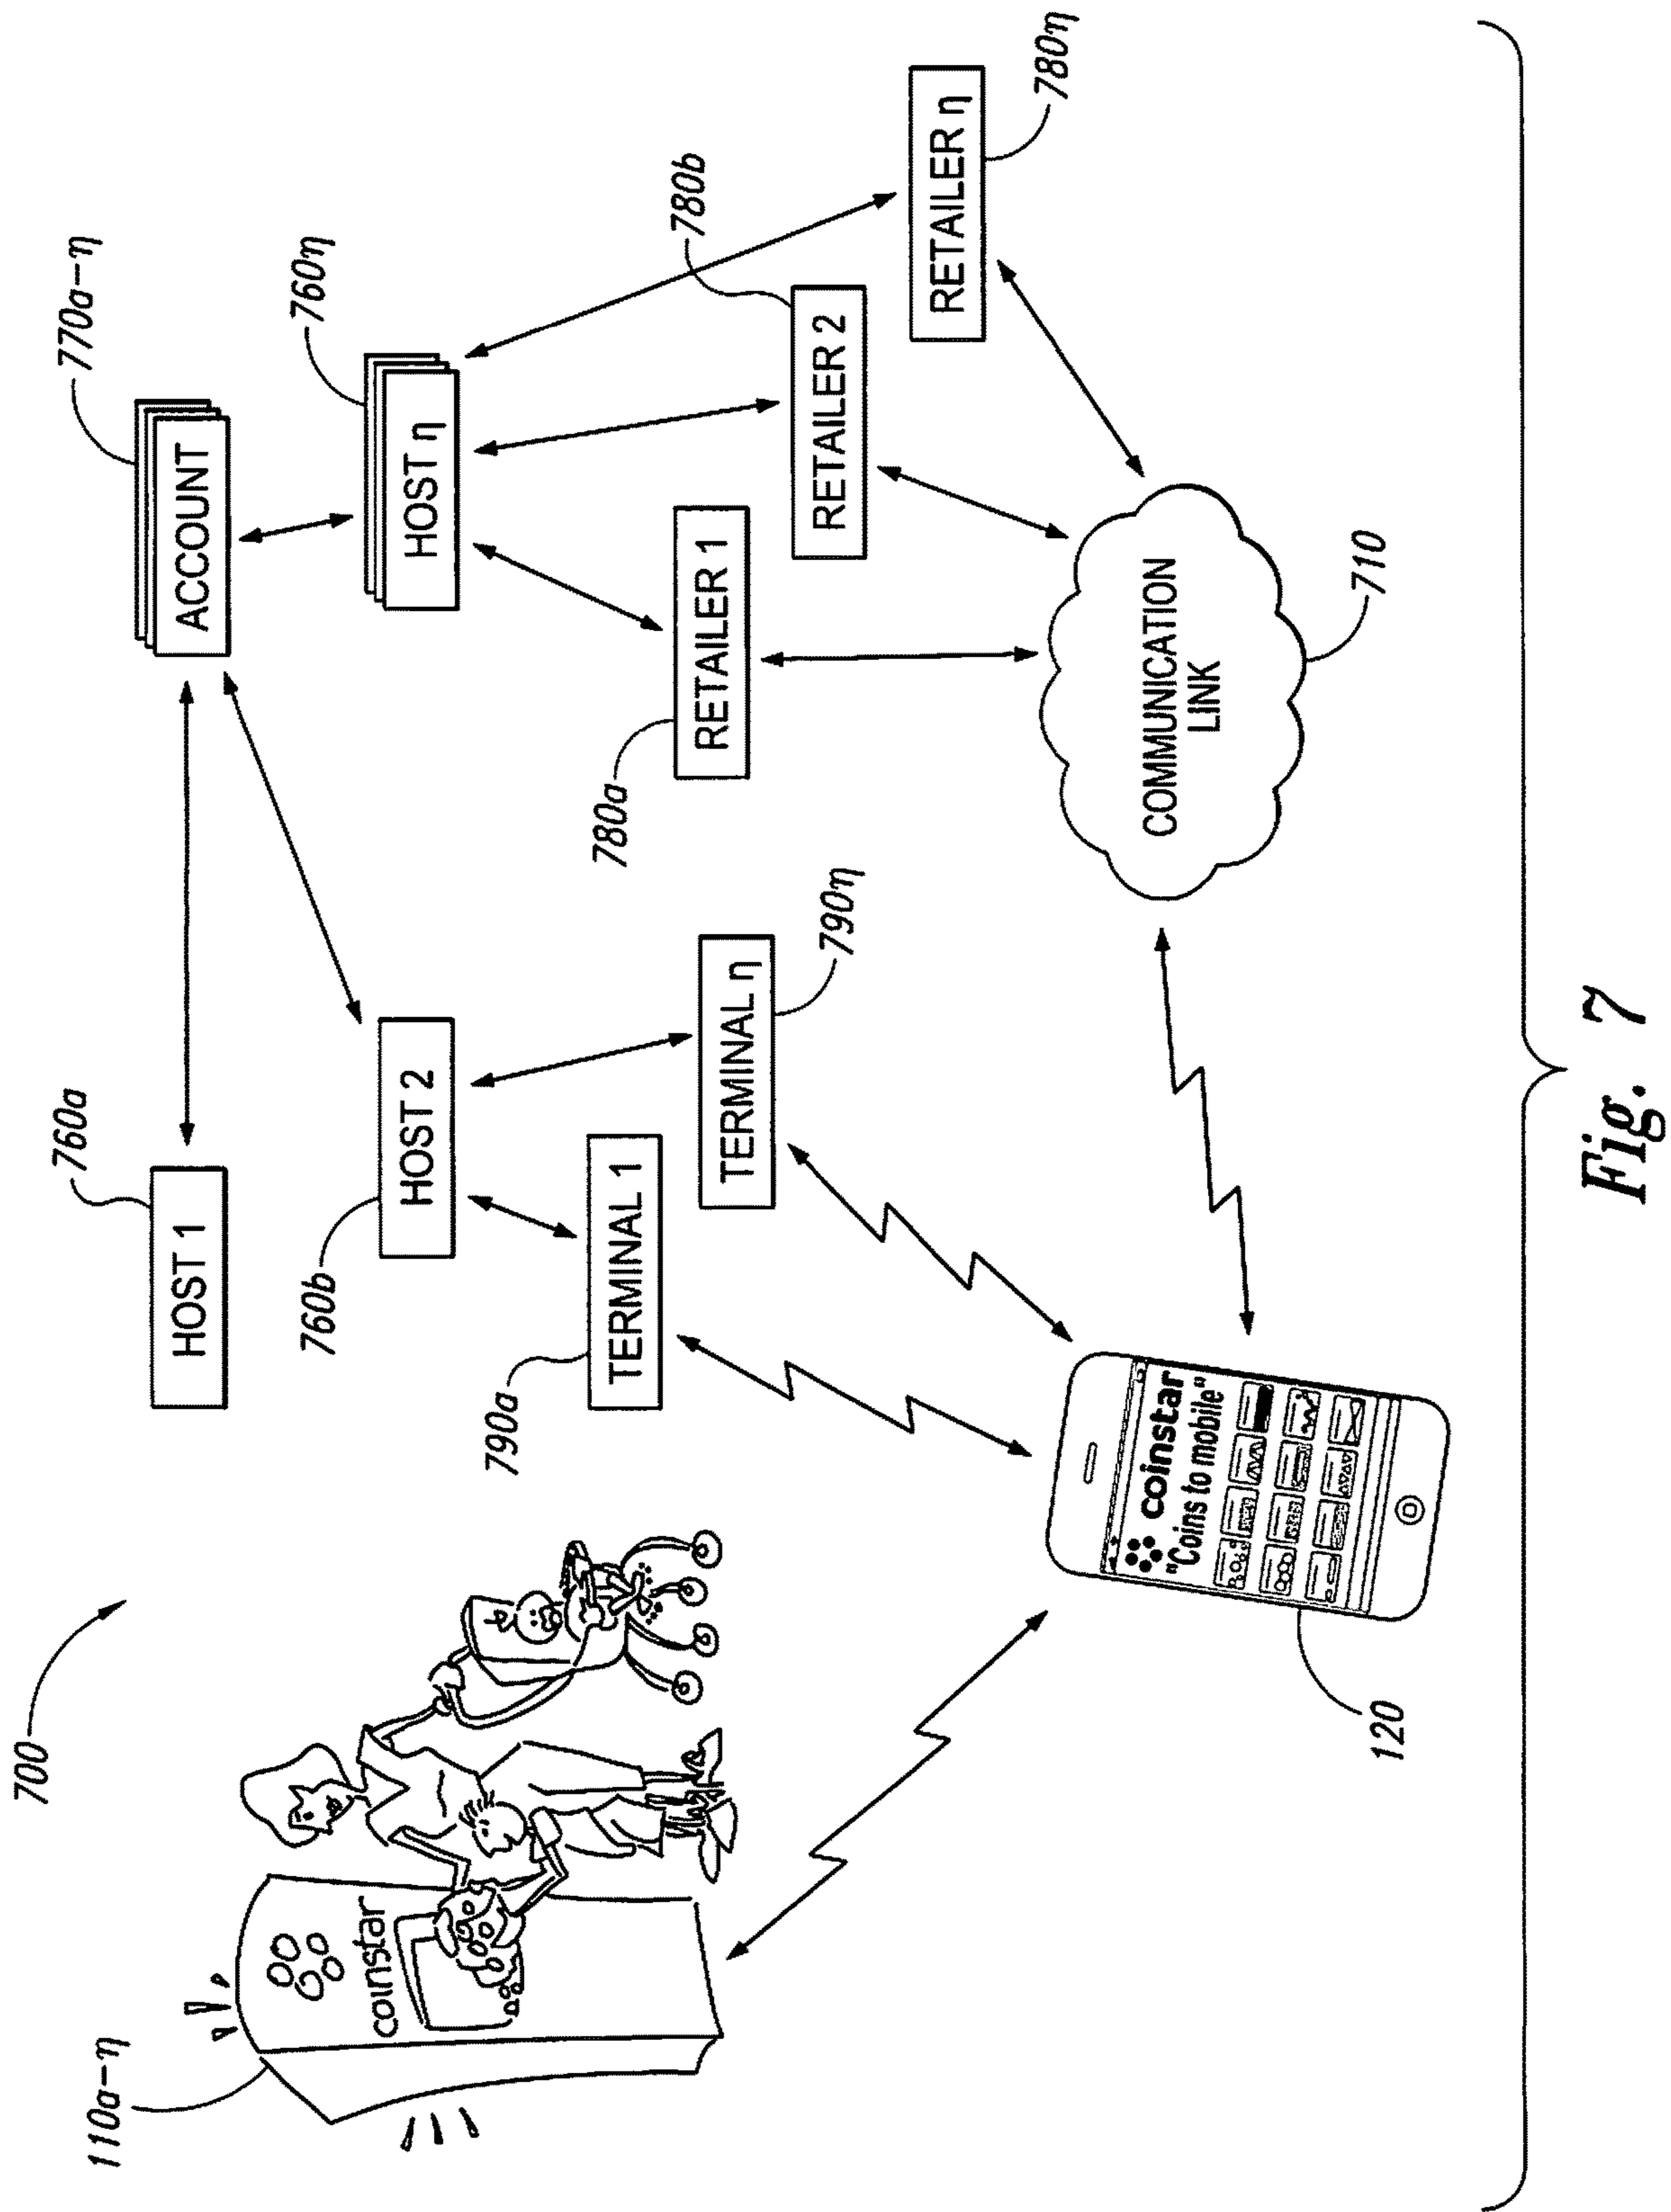 700
110a–η
coinstar
120
coinstar
"Coins to mobile"
760a
HOST 1
760b
HOST 2
790a
TERMINAL 1
790η
TERMINAL η
770a–η
ACCOUNT
760η
HOST η
780a
RETAILER 1
780b
RETAILER 2
780η
RETAILER η
COMMUNICATION
LINK
710
Fig. 7